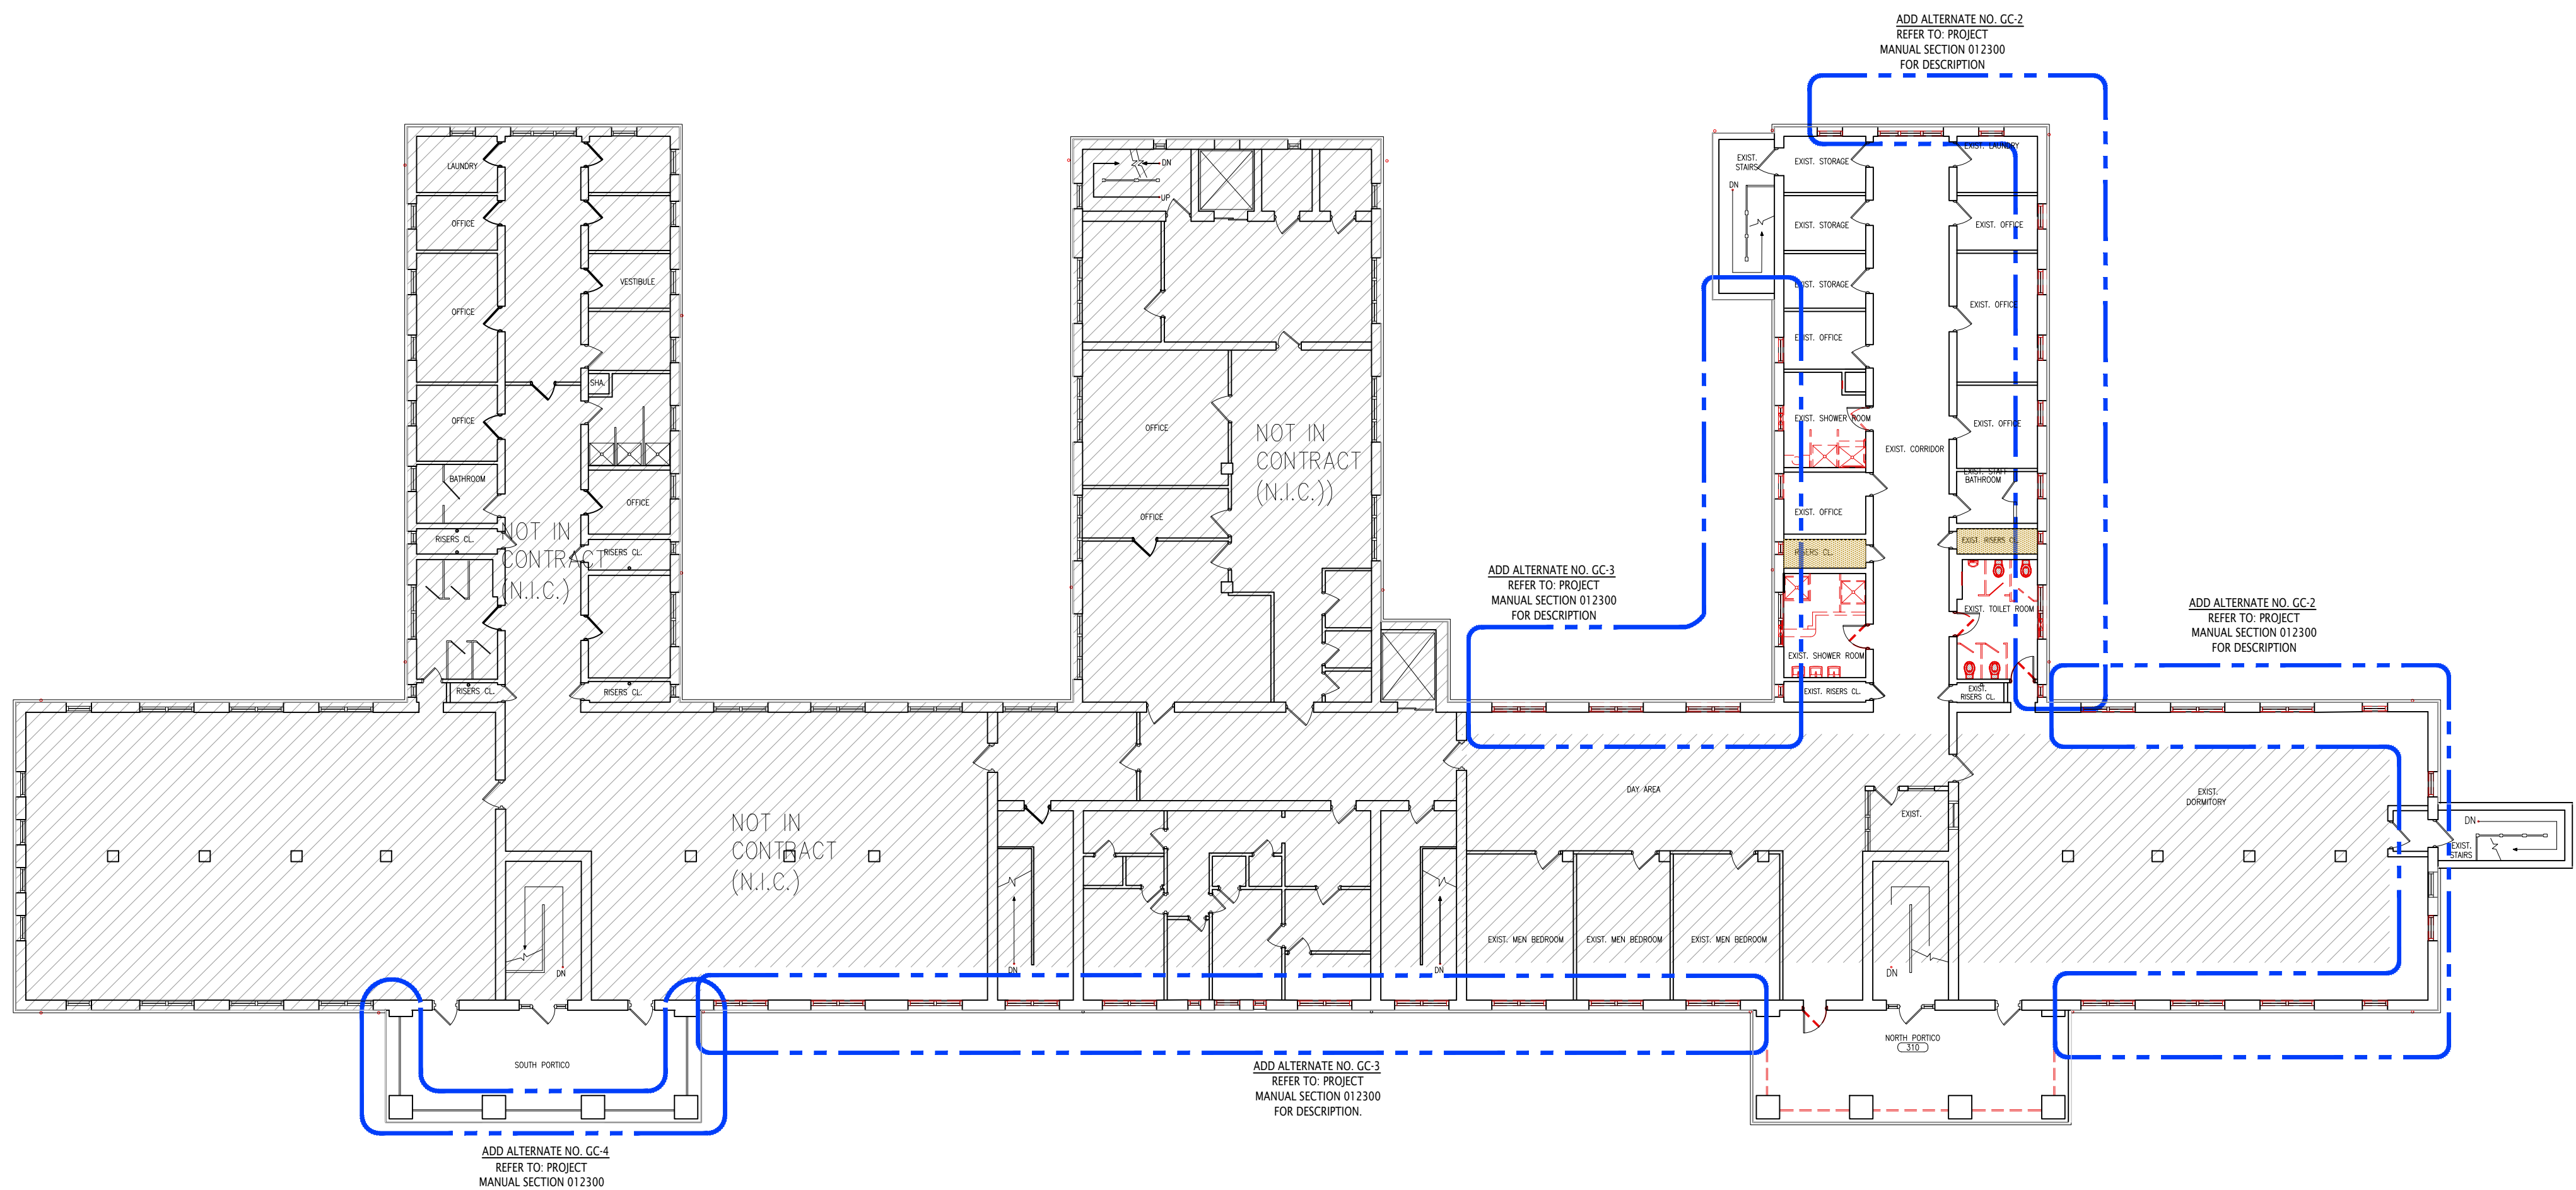 ADD ALTERNATE NO. GC-2
REFER TO: PROJECT
MANUAL SECTION 012300
FOR DESCRIPTION
LAUNDRY
OFFICE
OFFICE
OFFICE
BATHROOM
RISERS CL.
RISERS CL.
VESTIBULE
SHA.
OFFICE
RISERS CL.
RISERS CL.
NOT IN
CONTRACT
(N.I.C.)
DN
UP
OFFICE
OFFICE
NOT IN
CONTRACT
(N.I.C.))
EXIST.
STAIRS
DN
EXIST. STORAGE
EXIST. STORAGE
EXIST. STORAGE
EXIST. OFFICE
EXIST. SHOWER ROOM
EXIST. OFFICE
RISERS CL.
EXIST. SHOWER ROOM
EXIST. RISERS CL.
EXIST. CORRIDOR
EXIST. LAUNDRY
EXIST. OFFICE
EXIST. OFFICE
EXIST. OFFICE
EXIST. STAFF
BATHROOM
EXIST. RISERS CL.
EXIST. TOILET ROOM
EXIST.
RISERS CL.
ADD ALTERNATE NO. GC-3
REFER TO: PROJECT
MANUAL SECTION 012300
FOR DESCRIPTION
ADD ALTERNATE NO. GC-2
REFER TO: PROJECT
MANUAL SECTION 012300
FOR DESCRIPTION
NOT IN
CONTRACT
(N.I.C.)
DN
DN
DN
DAY AREA
EXIST.
EXIST. MEN BEDROOM
EXIST. MEN BEDROOM
EXIST. MEN BEDROOM
DN
EXIST.
DORMITORY
DN
EXIST.
STAIRS
SOUTH PORTICO
NORTH PORTICO
310
ADD ALTERNATE NO. GC-3
REFER TO: PROJECT
MANUAL SECTION 012300
FOR DESCRIPTION.
ADD ALTERNATE NO. GC-4
REFER TO: PROJECT
MANUAL SECTION 012300